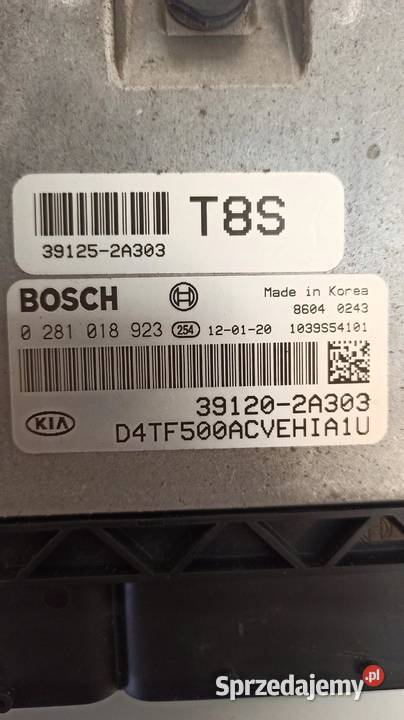 T8S
39125-2A303
BOSCH
Made in Korea
8604 0243
0 281 018 923 254 12-01-20 1039S54101
39120-2A303
KIA
D4TF500ACVEHIA1U
Sprzedajemy.pl